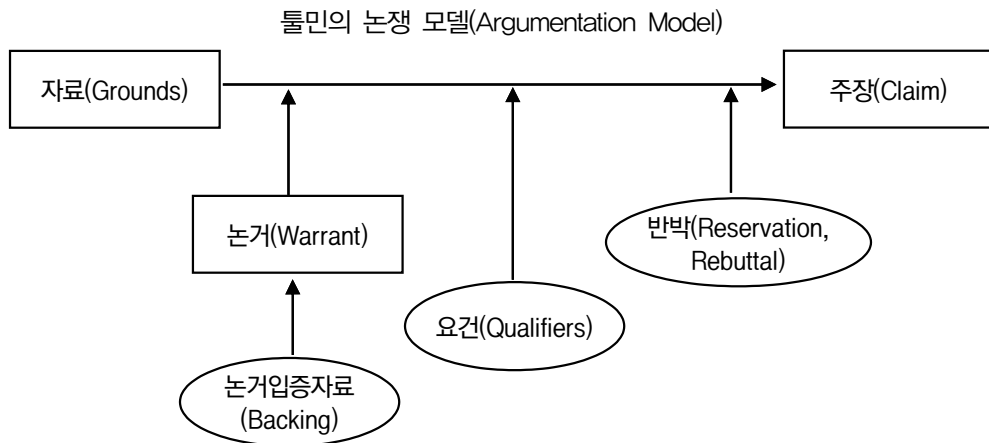 툴민의 논쟁 모델(Argumentation Model)
자료(Grounds)
주장(Claim)
논거(Warrant)
반박(Reservation,
Rebuttal)
요건(Qualifiers)
논거입증자료
(Backing)